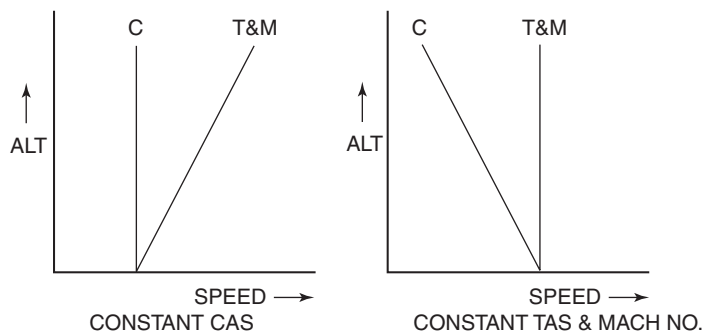 C T&M
ALT
SPEED
CONSTANT CAS
C T&M
ALT
SPEED
CONSTANT TAS & MACH NO.